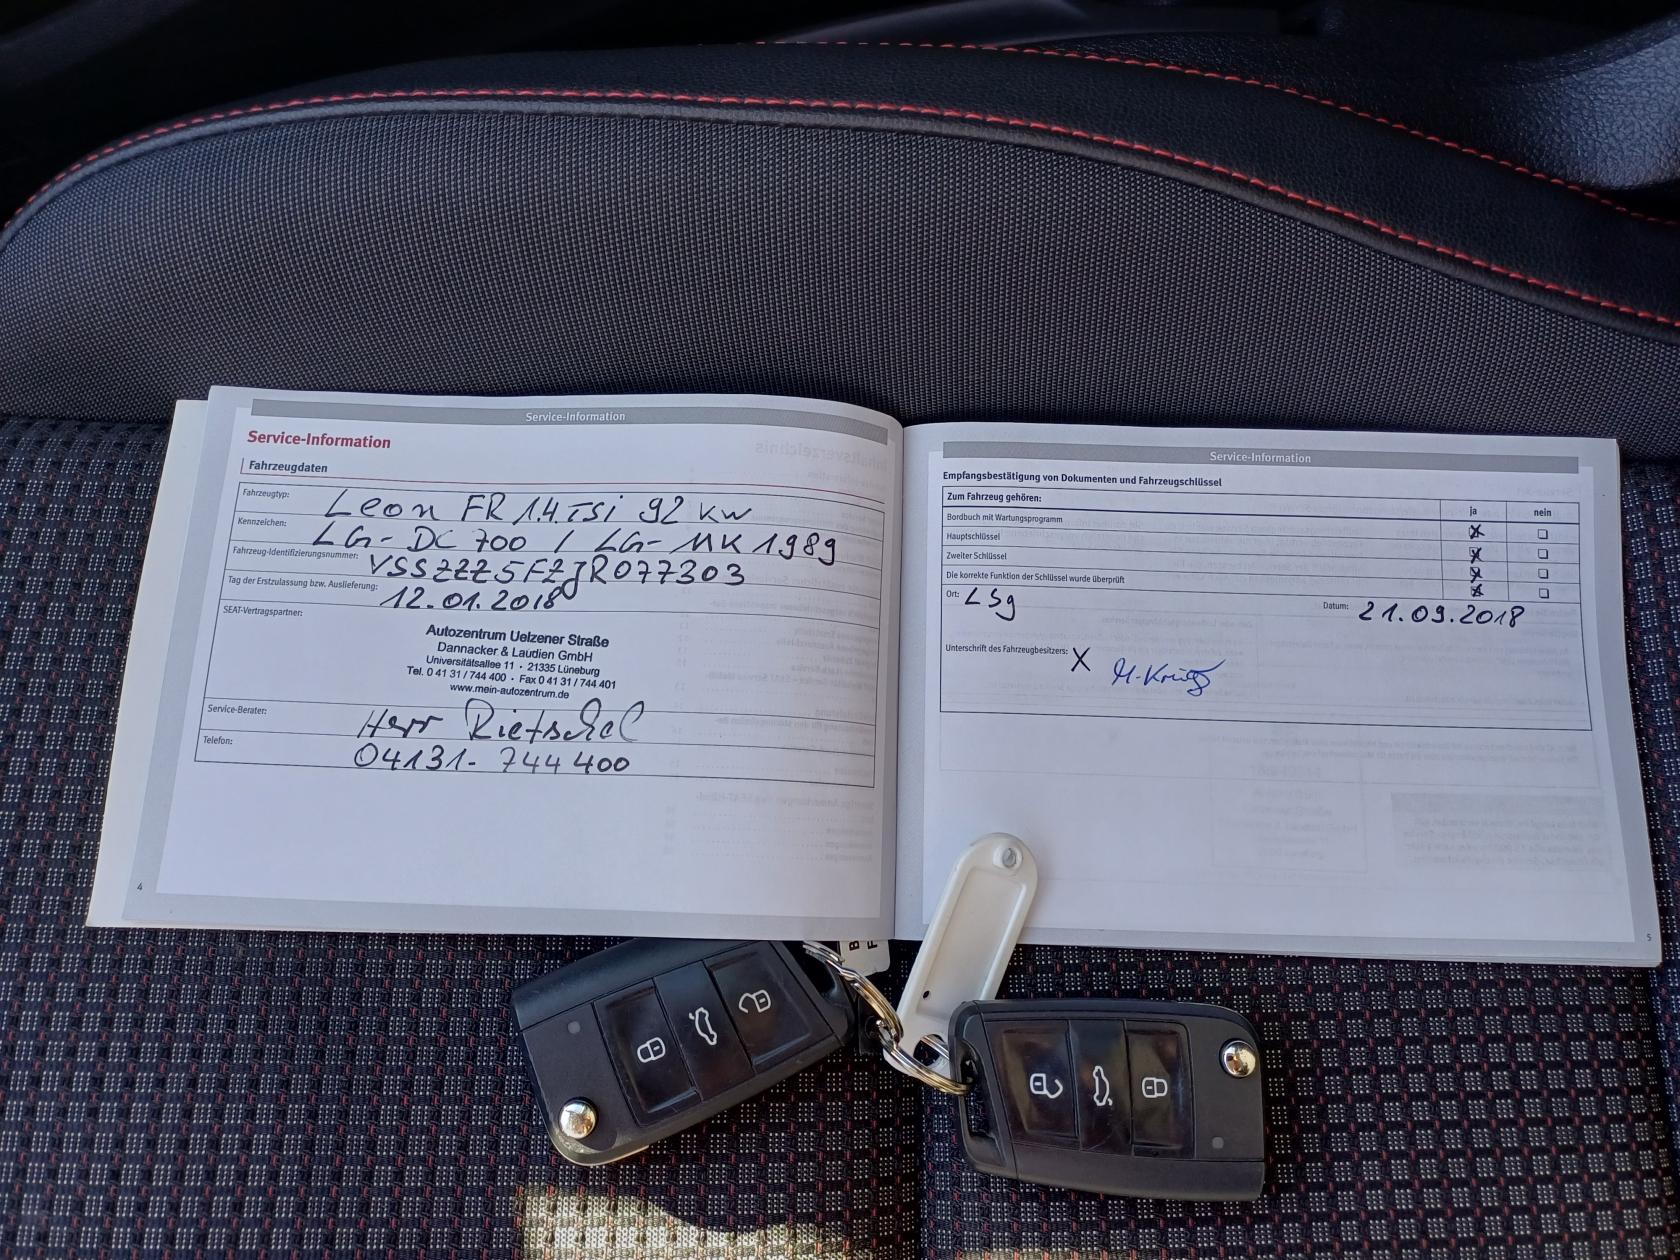 Service-Information
Service-Information
Fahrzeugdaten
Fahrzeugtyp: Leon FR 1.4 TSi 92 KW
Kennzeichen: LG-DC 700 / LG-MK 1989
Fahrzeug-Identifizierungsnummer: VSSZZZ5FZJR077303
Tag der Erstzulassung bzw. Auslieferung: 12.01.2018
SEAT-Vertragspartner:
Autozentrum Uelzener Straße
Dannacker & Laudien GmbH
Universitätsallee 11 · 21335 Lüneburg
Tel. 0 41 31 / 744 400 · Fax 0 41 31 / 744 401
www.mein-autozentrum.de
Service-Berater: Herr Rietschel
Telefon: 04131-744 400
4
Service-Information
Empfangsbestätigung von Dokumenten und Fahrzeugschlüssel
Zum Fahrzeug gehören: ja nein
Bordbuch mit Wartungsprogramm
Hauptschlüssel
Zweiter Schlüssel
Die korrekte Funktion der Schlüssel wurde überprüft
Ort: LSg Datum: 21.09.2018
Unterschrift des Fahrzeugbesitzers: X
5
B
F